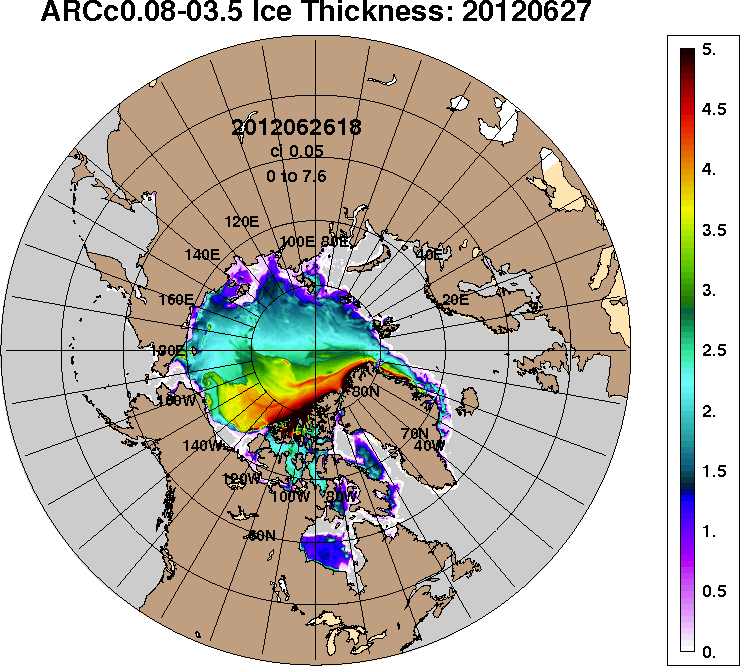 ARCc0.08-03.5 Ice Thickness: 20120627
5.
4.5
4.
3.5
3.
2.5
2.
1.5
1.
0.5
0.
2012062618
ci 0.05
0 to 7.6
120E
100E 80E
140E
40E
160E
20E
180E
160W
80N
140W
70N
40W
120W
100W 80W
60N